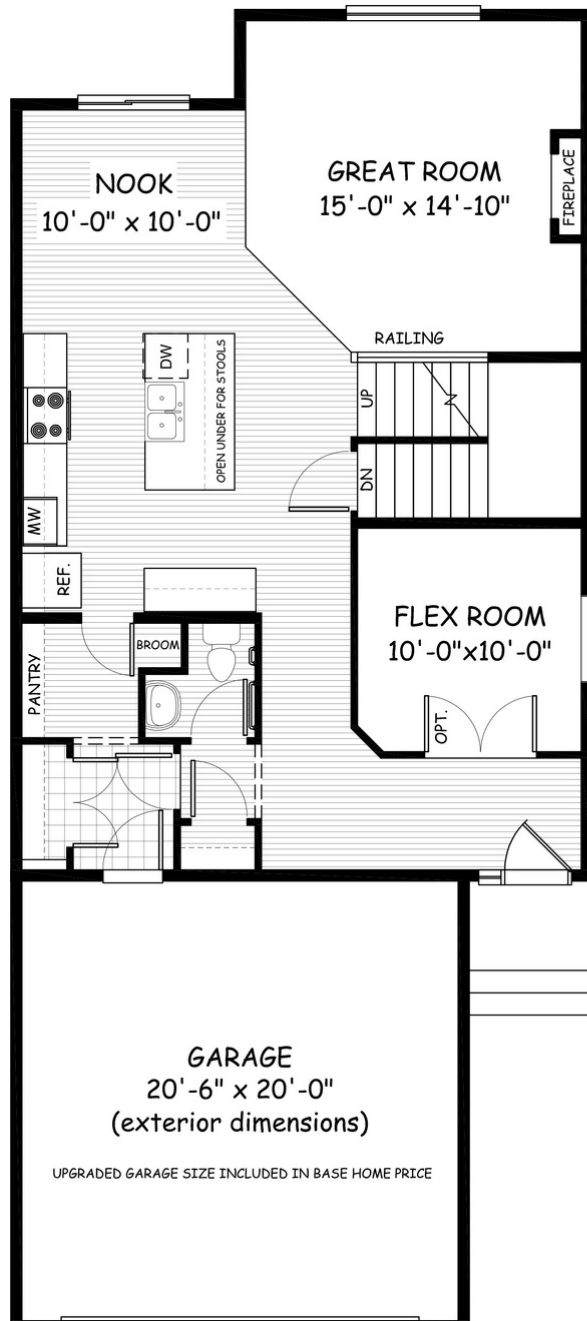 NOOK
10'-0" x 10'-0"
GREAT ROOM
15'-0" x 14'-10"
FIREPLACE
RAILING
DW
OPEN UNDER FOR STOOLS
UP
N
DN
MW
REF.
FLEX ROOM
10'-0"x10'-0"
OPT.
BROOM
PANTRY
GARAGE
20'-6" x 20'-0"
(exterior dimensions)
UPGRADED GARAGE SIZE INCLUDED IN BASE HOME PRICE